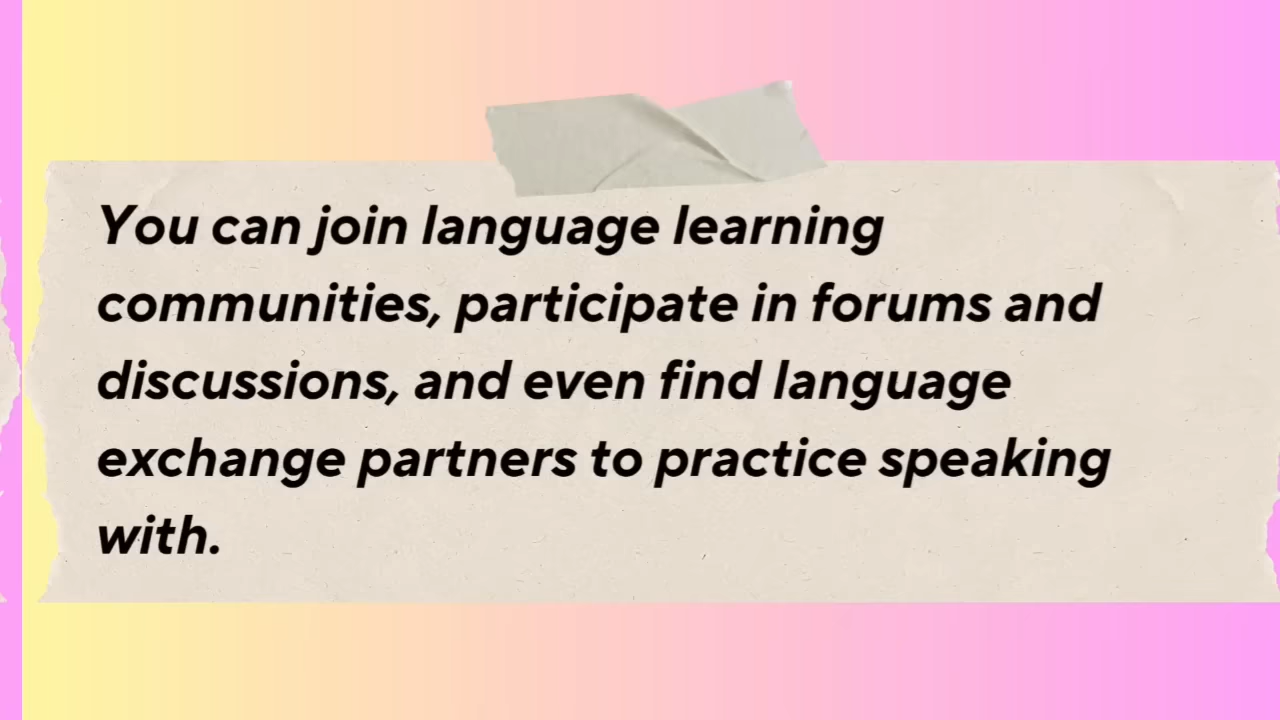 You can join language learning
communities, participate in forums and
discussions, and even find language
exchange partners to practice speaking
with.